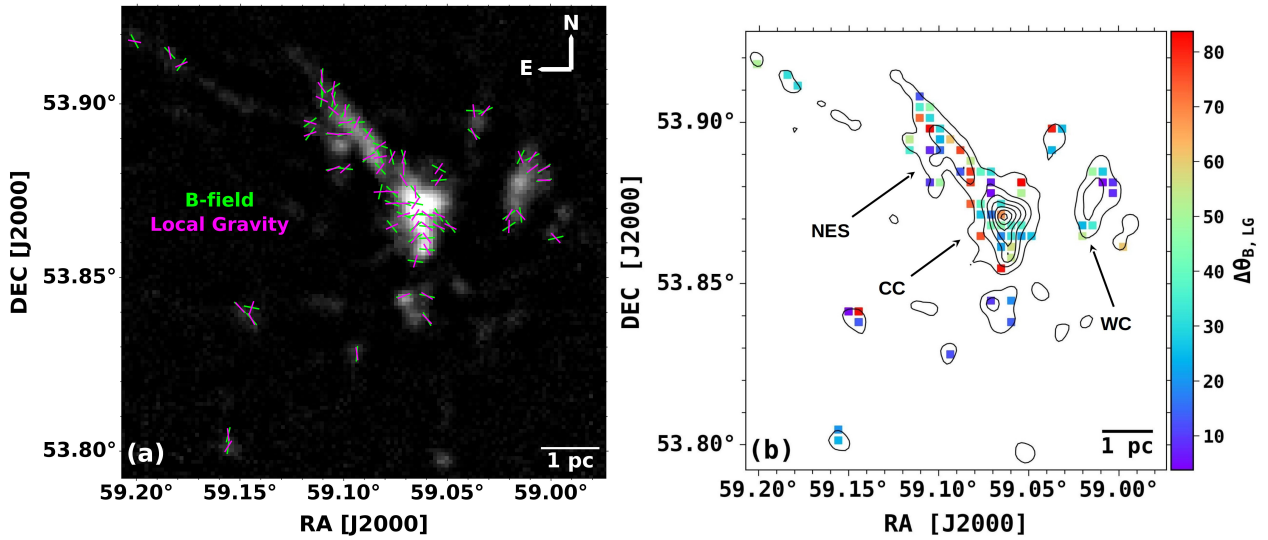 N
E
53.90°
53.85°
53.80°
DEC [J2000]
B-field
Local Gravity
(a)
1 pc
59.20° 59.15° 59.10° 59.05° 59.00°
RA [J2000]
53.90°
53.85°
53.80°
DEC [J2000]
NES
CC
WC
(b)
1 pc
59.20° 59.15° 59.10° 59.05° 59.00°
RA [J2000]
80
70
60
50
40
30
20
10
Δθ_B, LG